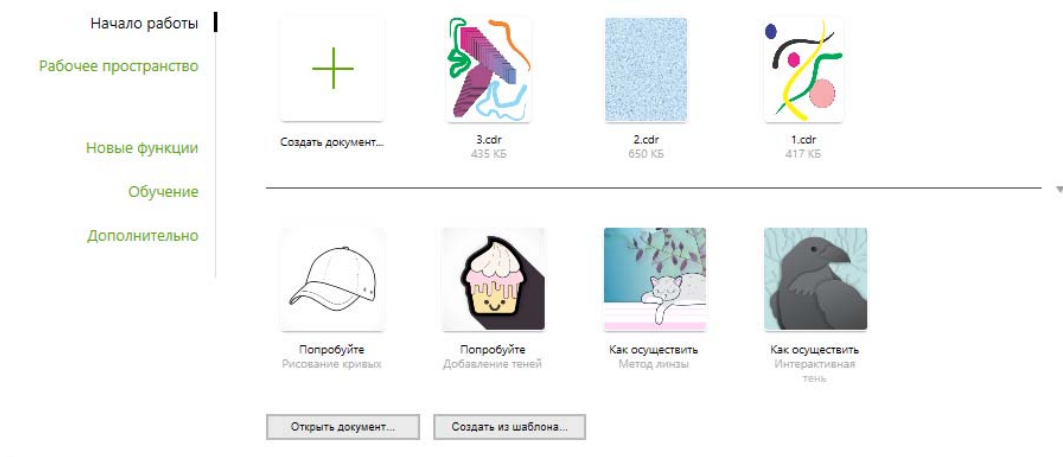 Начало работы
Рабочее пространство
Новые функции
Обучение
Дополнительно
Создать документ...
3.cdr
435 КБ
2.cdr
650 КБ
1.cdr
417 КБ
Попробуйте
Рисование кривых
Попробуйте
Добавление теней
Как осуществить
Метод линзы
Как осуществить
Интерактивная
тень
Открыть документ...
Создать из шаблона...